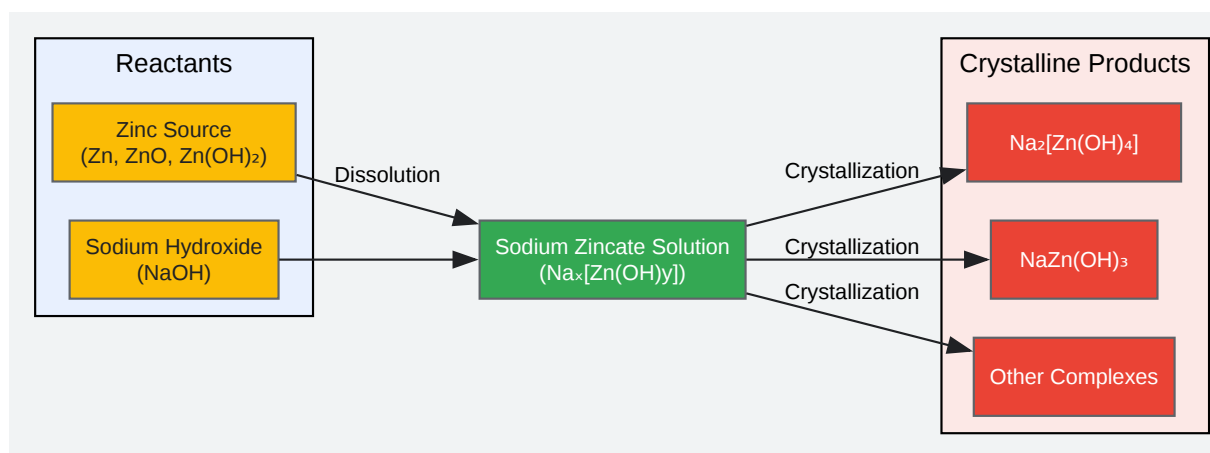 Reactants
Zinc Source
(Zn, ZnO, Zn(OH)₂)
Sodium Hydroxide
(NaOH)
Dissolution
Sodium Zincate Solution
(Naₓ[Zn(OH)y])
Crystallization
Crystallization
Crystallization
Crystalline Products
Na₂[Zn(OH)₄]
NaZn(OH)₃
Other Complexes